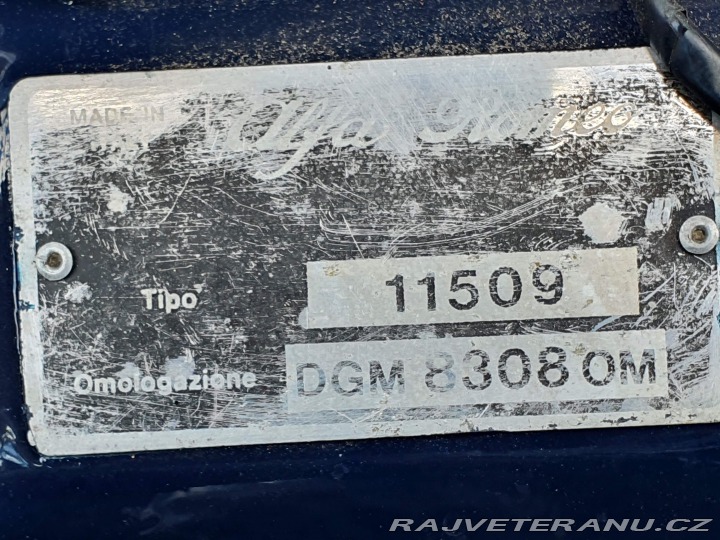 MADE IN
Alfa Romeo
Tipo 11509
Omologazione DGM 8308 OM
RAJVETERANU.CZ